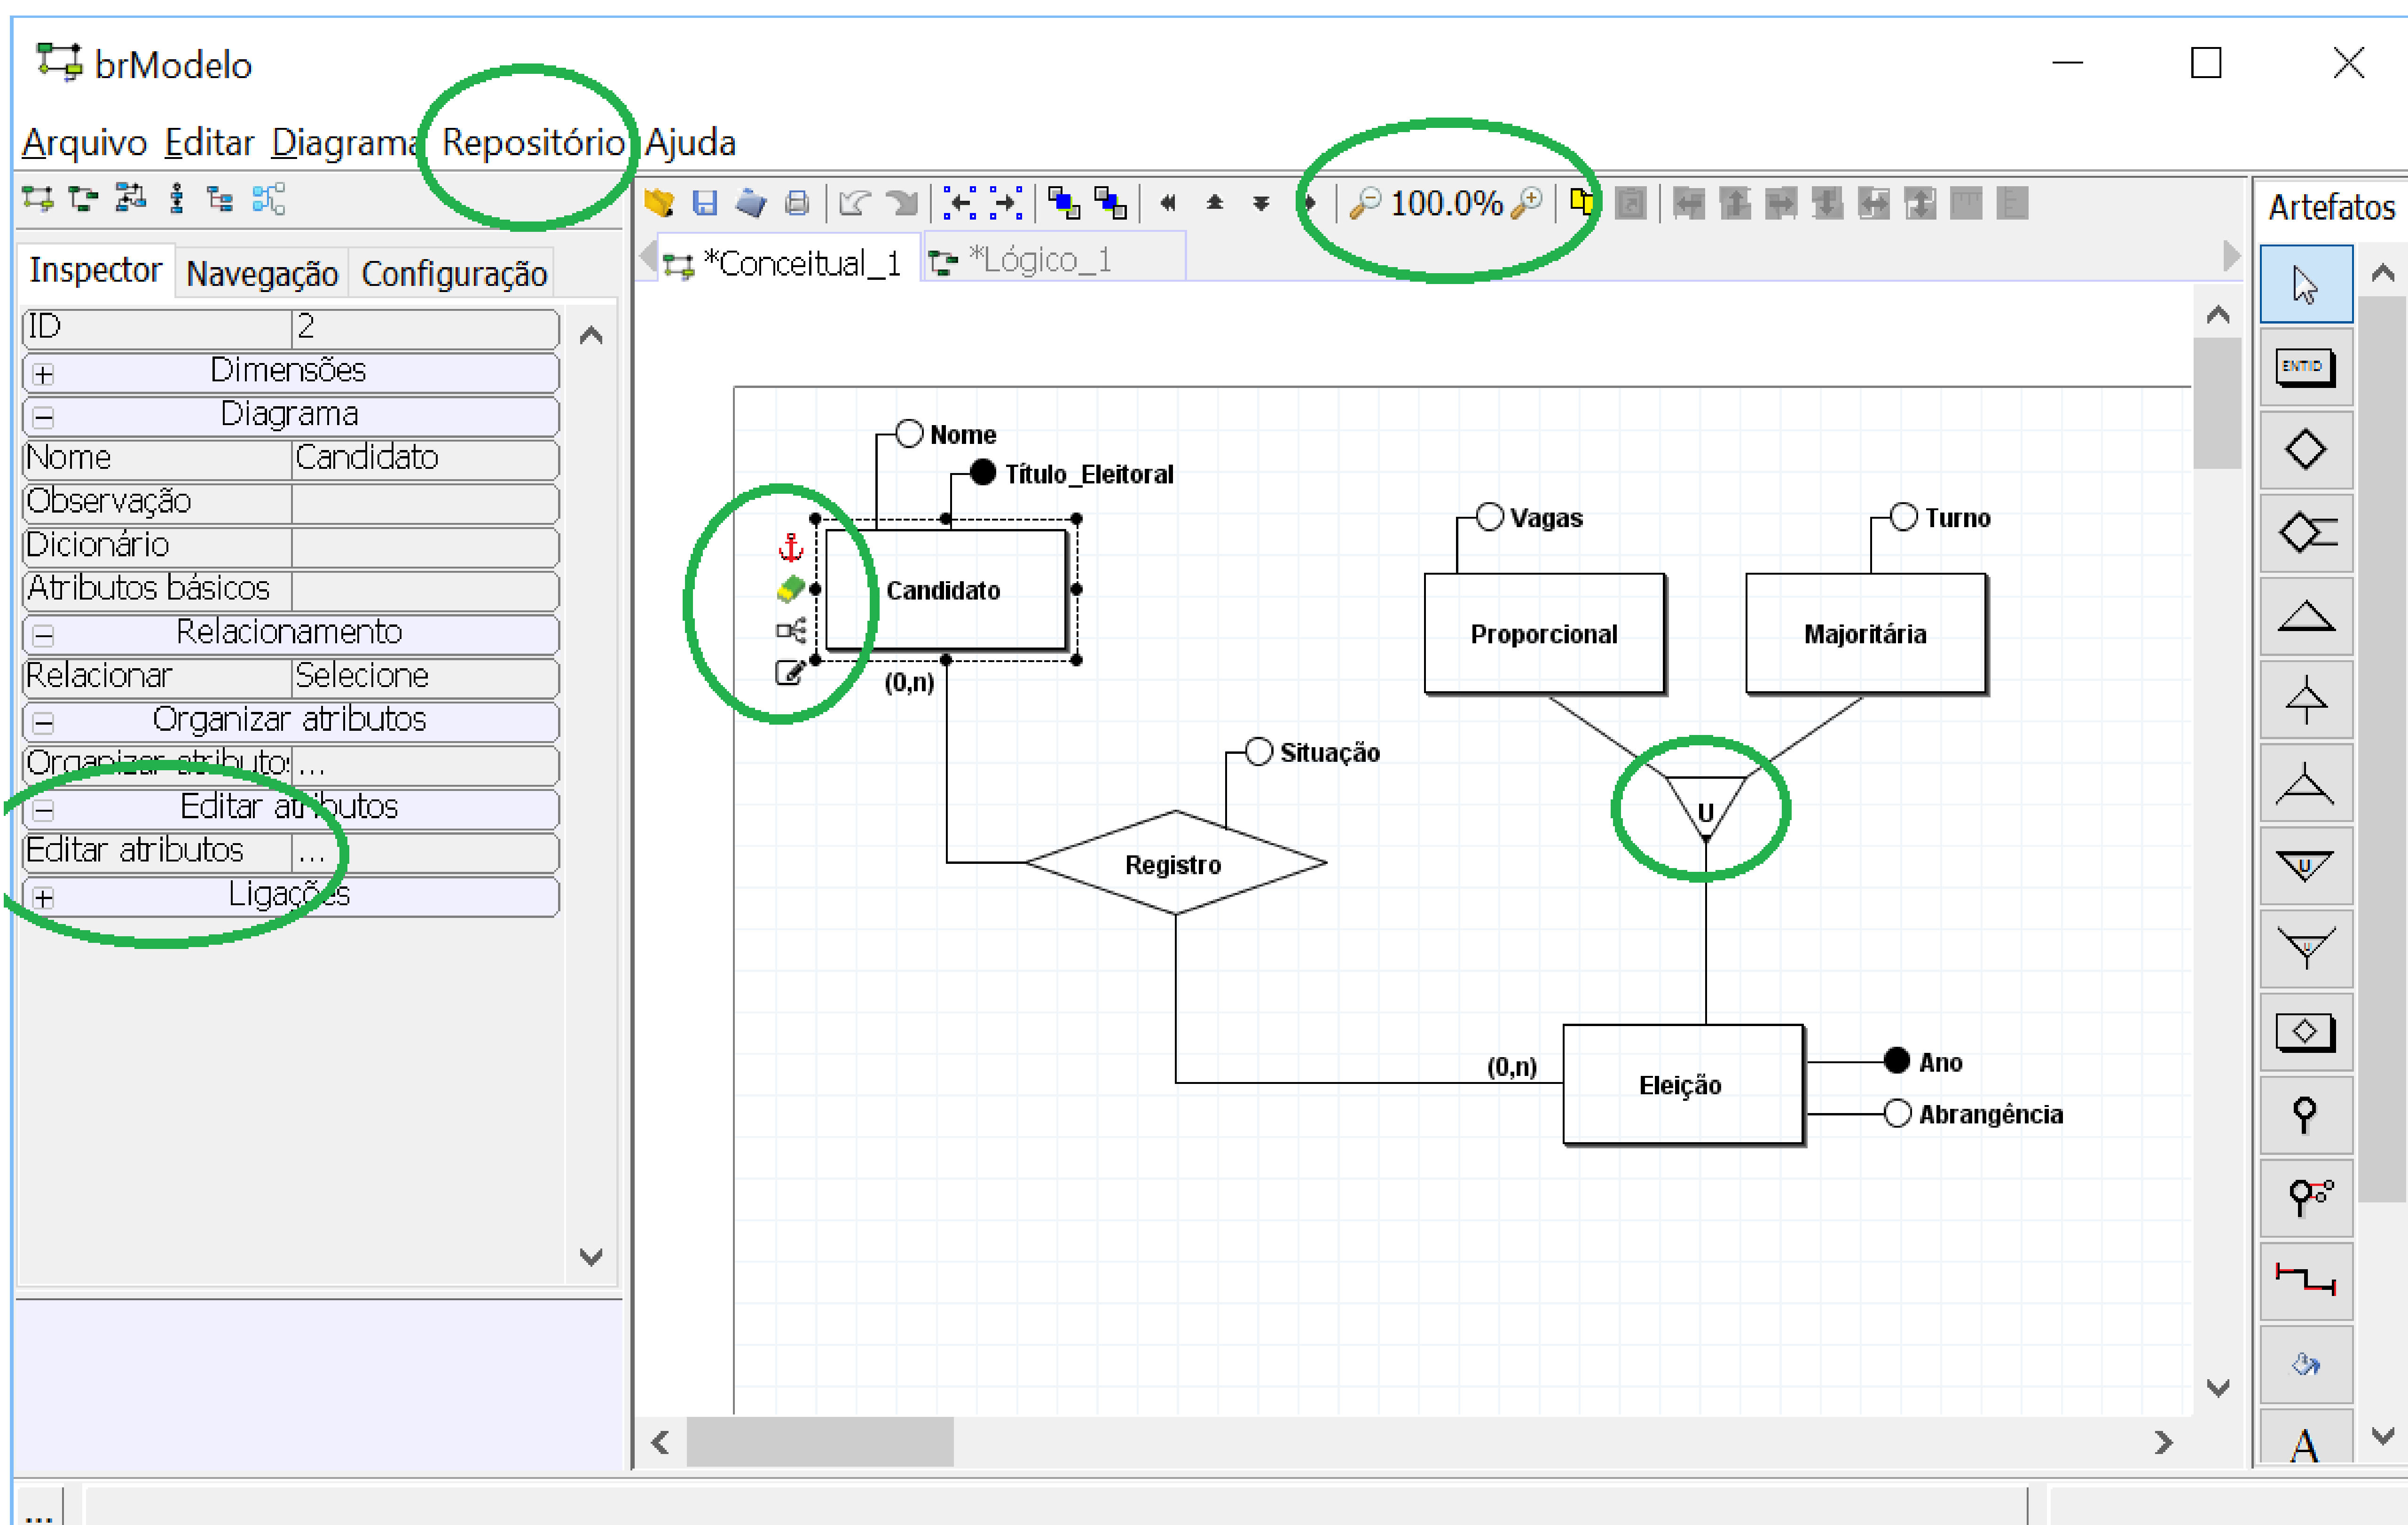 brModelo
Arquivo Editar Diagrama Repositório Ajuda
100.0%
Artefatos
Inspector Navegação Configuração
*Conceitual_1 *Lógico_1
ID 2
Dimensões
Diagrama
Nome Candidato
Observação
Dicionário
Atributos básicos
Relacionamento
Relacionar Selecione
Organizar atributos
Organizar atributos ...
Editar atributos
Editar atributos ...
Ligações
Nome
Título_Eleitoral
Candidato
(0,n)
Vagas
Turno
Proporcional
Majoritária
Situação
U
Registro
(0,n)
Eleição
Ano
Abrangência
ENTID
U
U
A
...